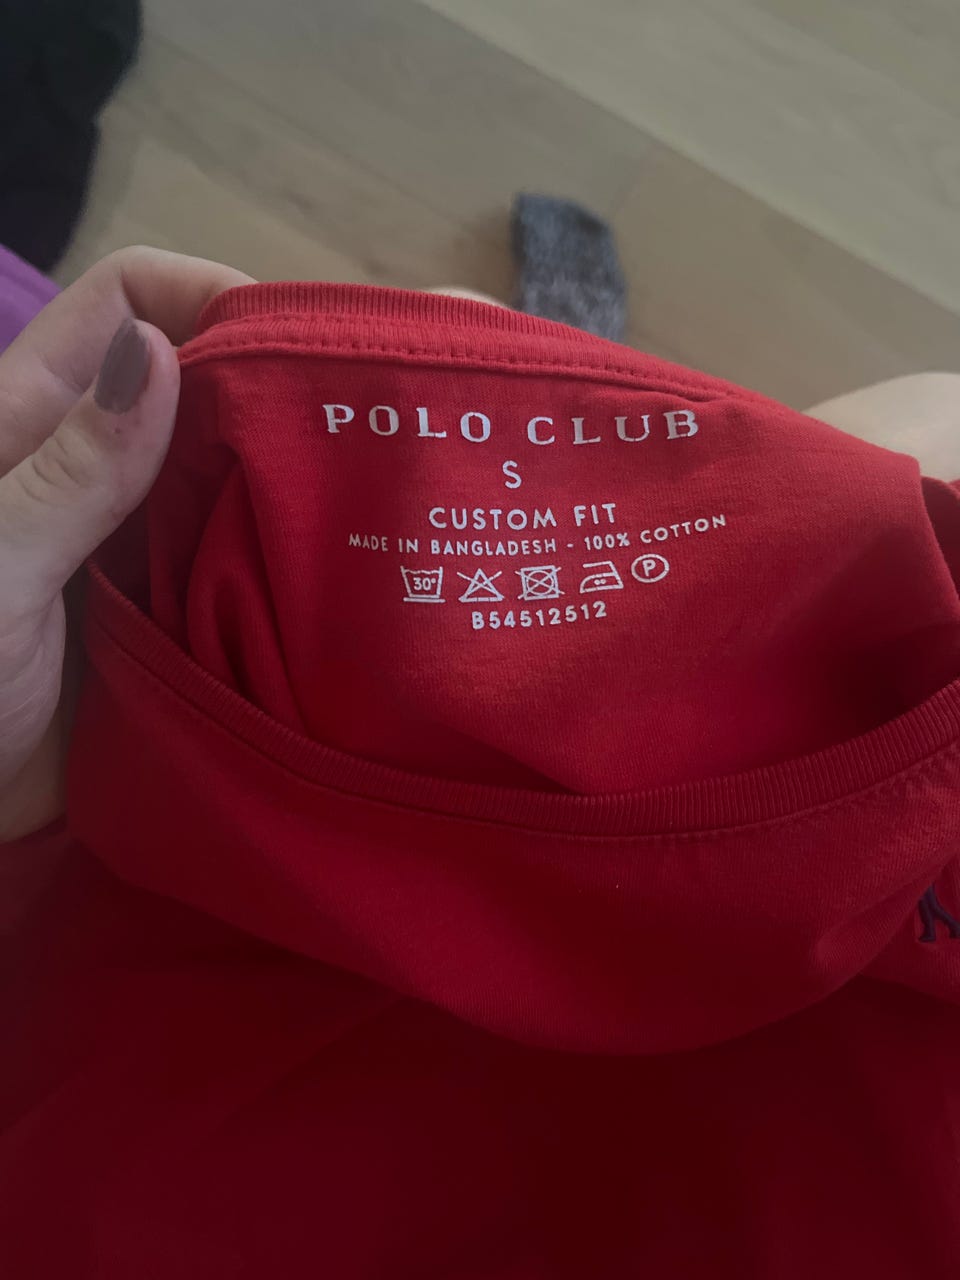 POLO CLUB
S
CUSTOM FIT
MADE IN BANGLADESH - 100% COTTON
30° P
B54512512